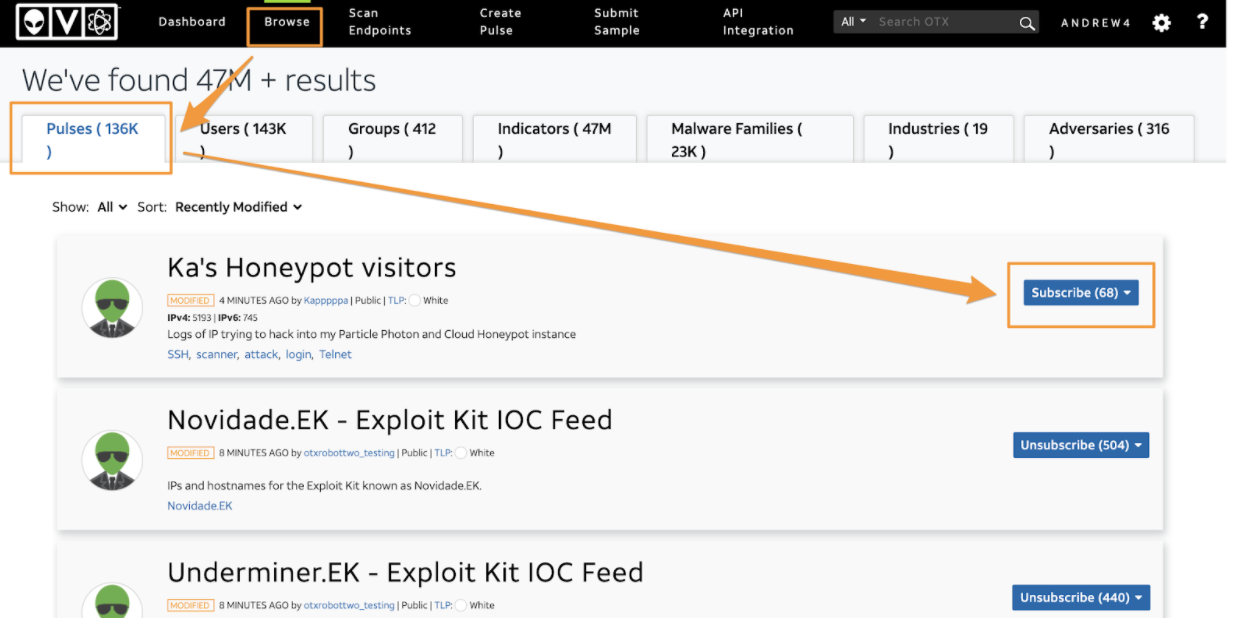 Dashboard
Browse
Scan
Endpoints
Create
Pulse
Submit
Sample
API
Integration
All
Search OTX
ANDREW4
?
We've found 47M + results
Pulses ( 136K
)
Users ( 143K
)
Groups ( 412
)
Indicators ( 47M
)
Malware Families (
23K )
Industries ( 19
)
Adversaries ( 316
)
Show: All Sort: Recently Modified
Ka's Honeypot visitors
MODIFIED 4 MINUTES AGO by Kapppppa | Public | TLP: White
IPv4: 5193 | IPv6: 745
Logs of IP trying to hack into my Particle Photon and Cloud Honeypot instance
SSH, scanner, attack, login, Telnet
Subscribe (68)
Novidade.EK - Exploit Kit IOC Feed
MODIFIED 8 MINUTES AGO by otxrobottwo_testing | Public | TLP: White
IPs and hostnames for the Exploit Kit known as Novidade.EK.
Novidade.EK
Unsubscribe (504)
Underminer.EK - Exploit Kit IOC Feed
MODIFIED 8 MINUTES AGO by otxrobottwo_testing | Public | TLP: White
Unsubscribe (440)